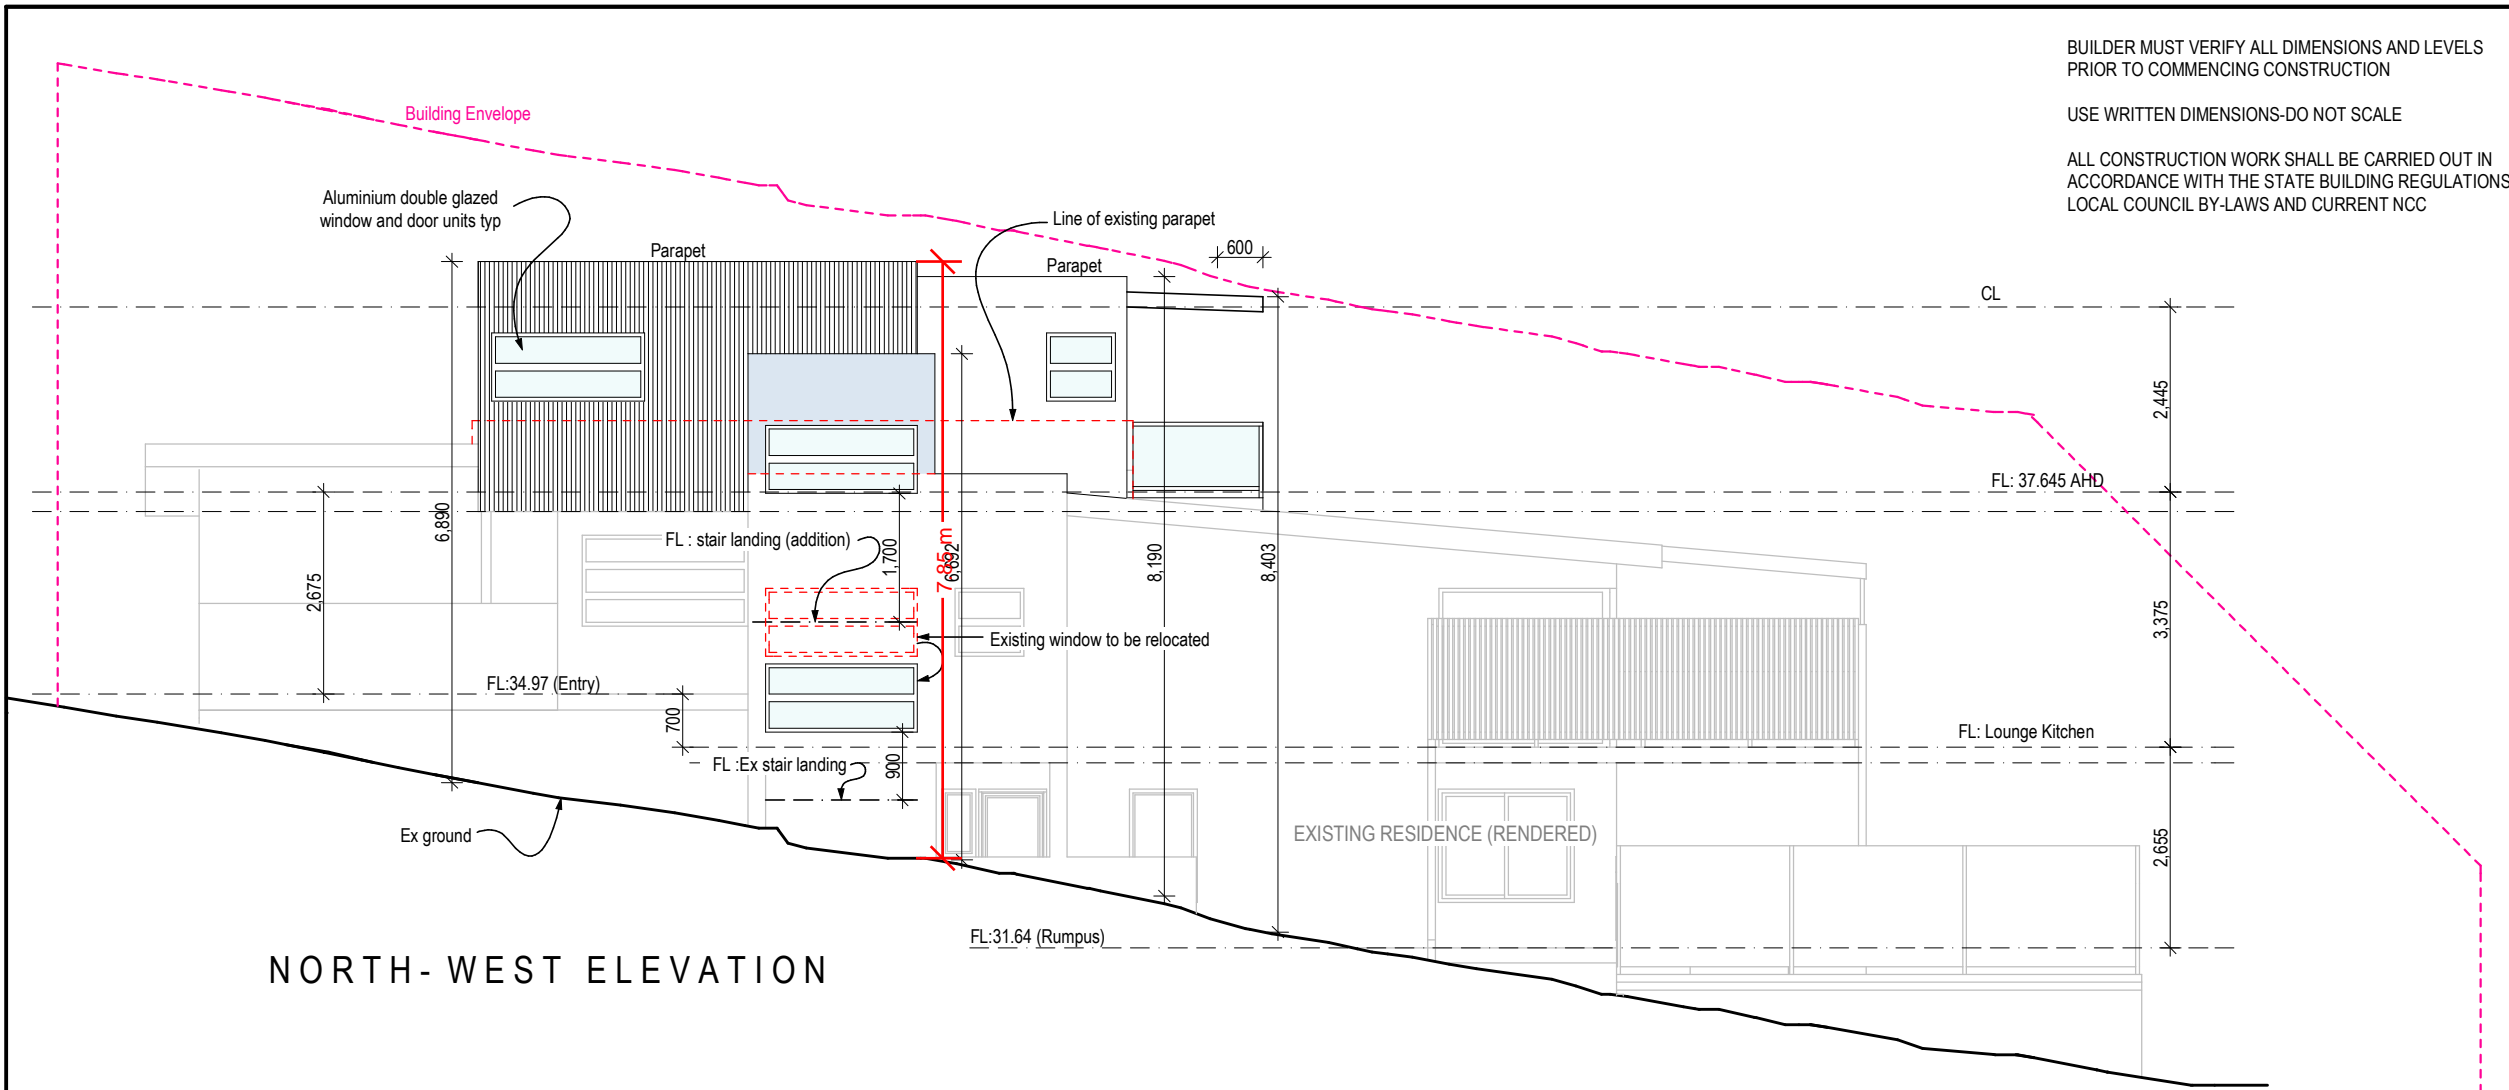 BUILDER MUST VERIFY ALL DIMENSIONS AND LEVELS
PRIOR TO COMMENCING CONSTRUCTION
USE WRITTEN DIMENSIONS-DO NOT SCALE
ALL CONSTRUCTION WORK SHALL BE CARRIED OUT IN
ACCORDANCE WITH THE STATE BUILDING REGULATIONS
LOCAL COUNCIL BY-LAWS AND CURRENT NCC
Building Envelope
Aluminium double glazed
window and door units typ
Line of existing parapet
Parapet
Parapet
600
CL
2,445
FL: 37.645 AHD
6,890
2,675
FL : stair landing (addition)
1,700
7.85 m
6,692
8,190
8,403
3,375
Existing window to be relocated
FL:34.97 (Entry)
700
FL: Lounge Kitchen
FL :Ex stair landing
900
Ex ground
EXISTING RESIDENCE (RENDERED)
2,655
FL:31.64 (Rumpus)
NORTH- WEST ELEVATION